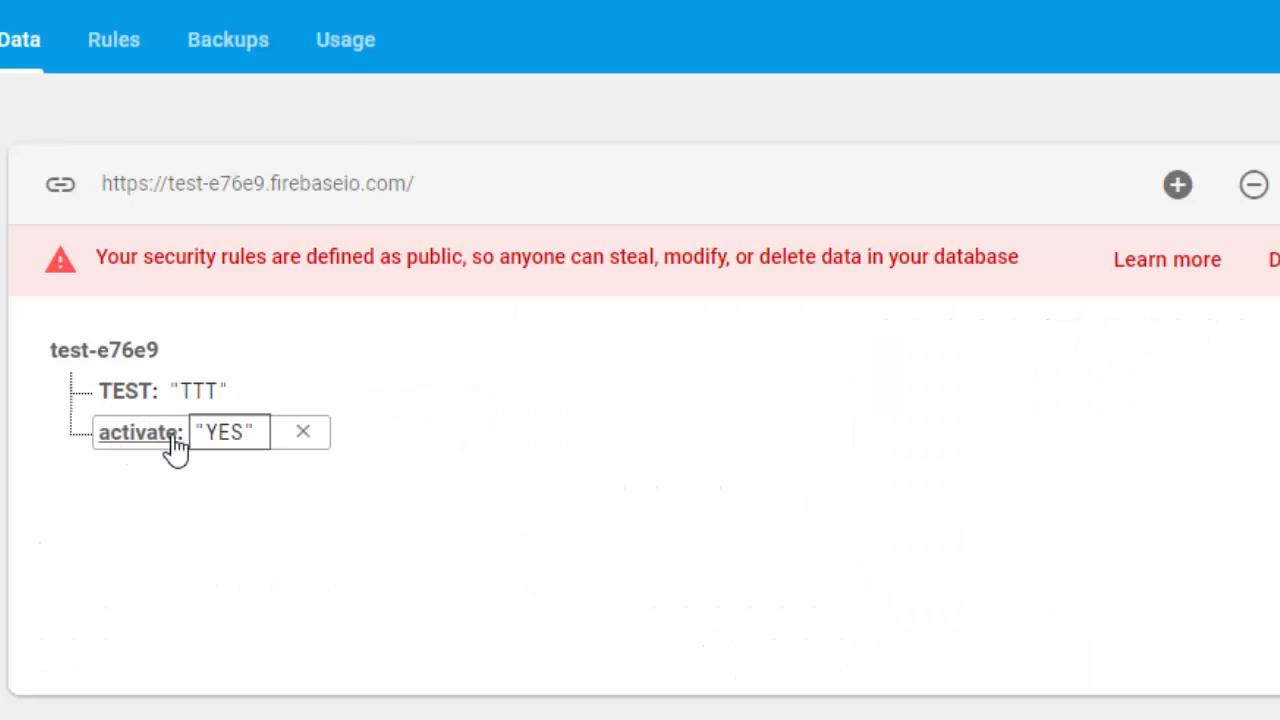 Data Rules Backups Usage
https://test-e76e9.firebaseio.com/
Your security rules are defined as public, so anyone can steal, modify, or delete data in your database Learn more D
test-e76e9
TEST: "TTT"
activate: "YES"